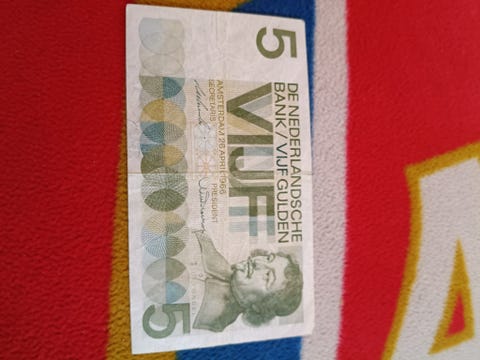 5
DE NEDERLANDSCHE
BANK/VIJF GULDEN
VIJF
AMSTERDAM 26 APRIL 1966
SECRETARIS PRESIDENT
5